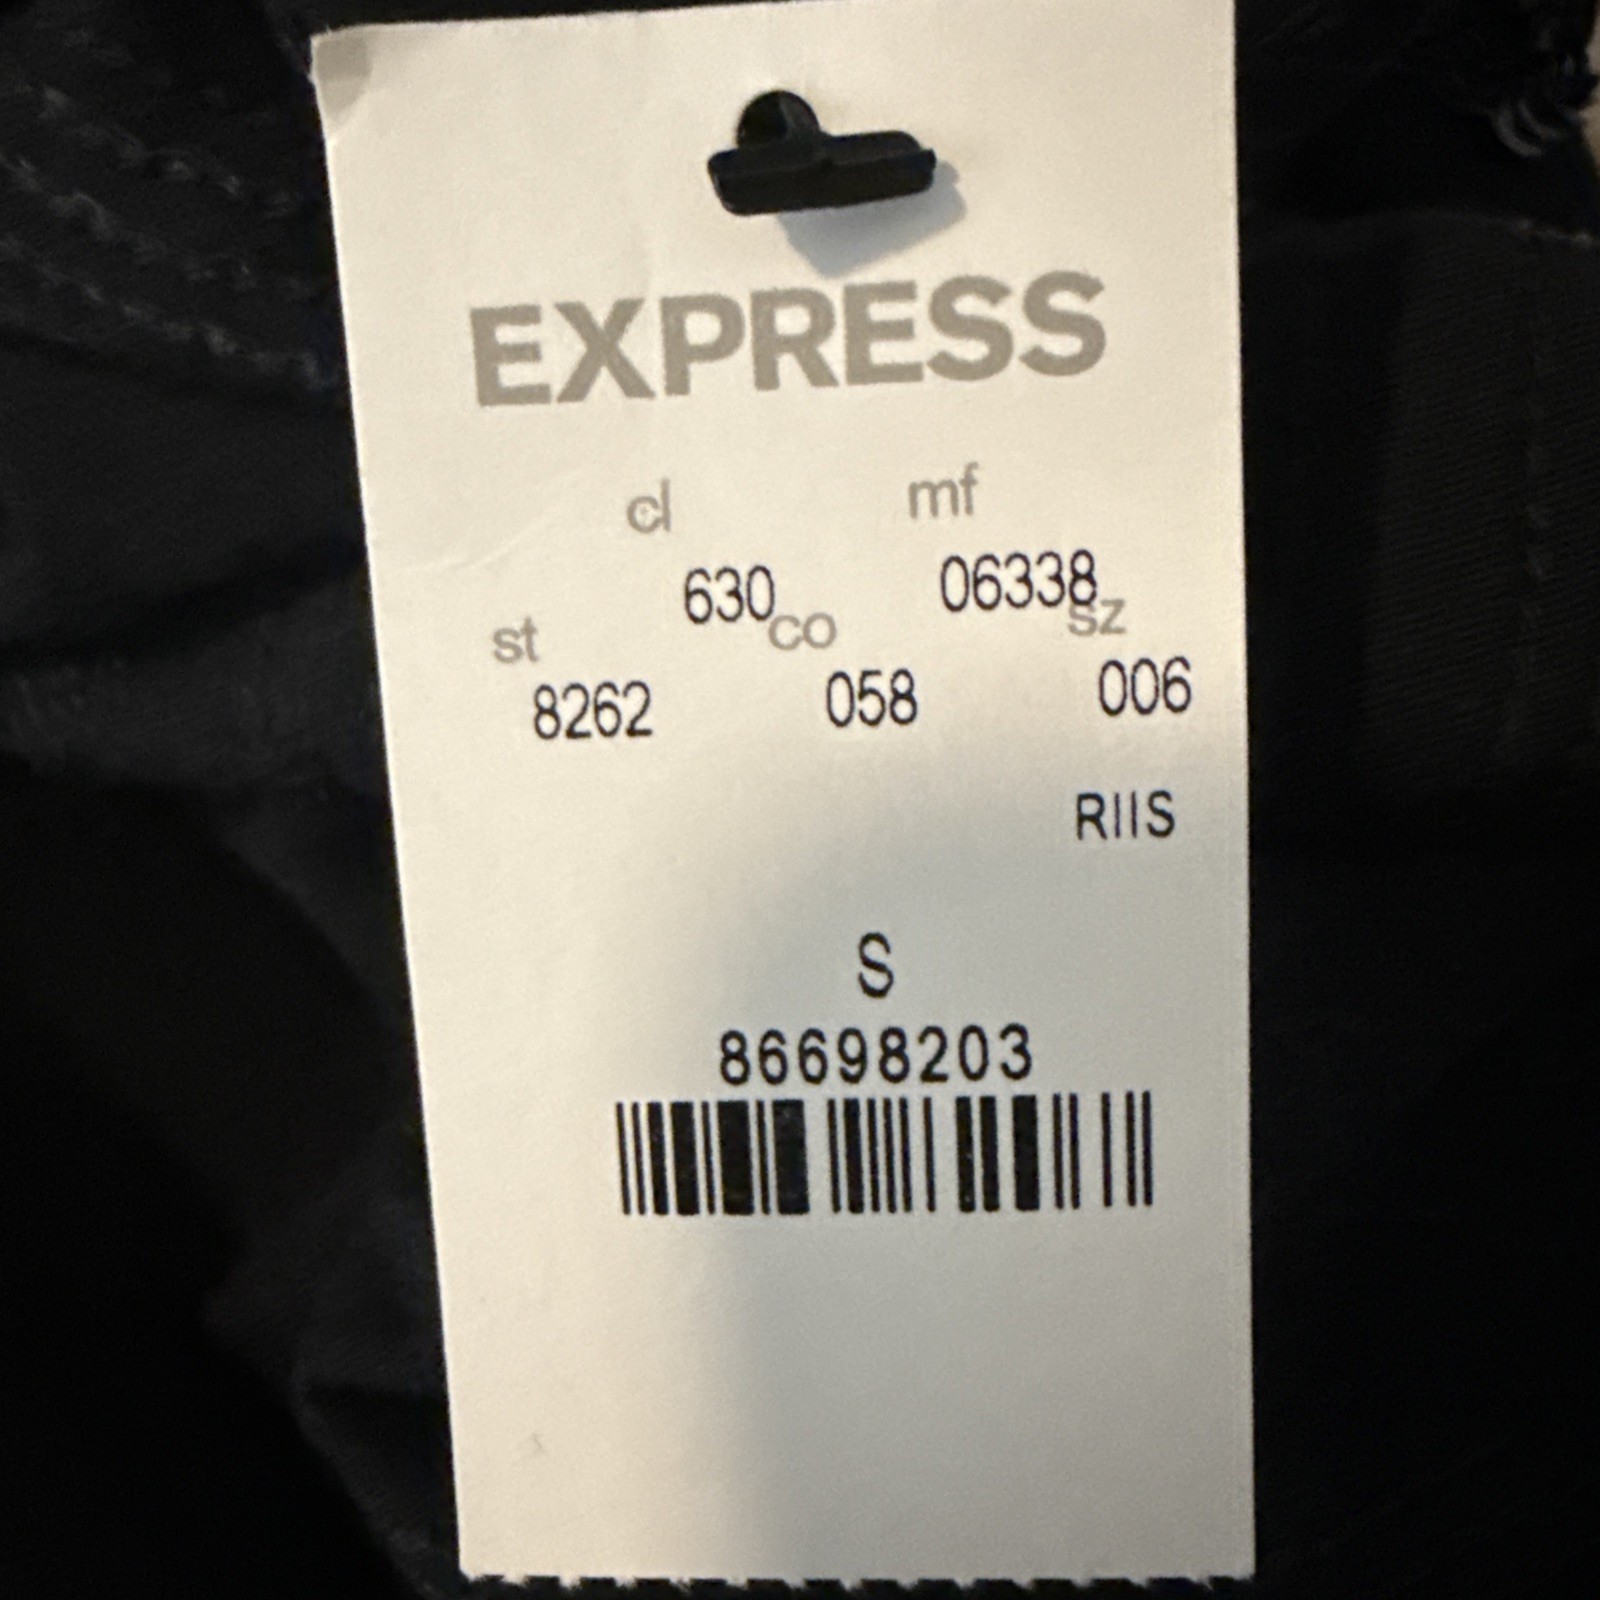 EXPRESS
cl mf
630 06338
st co sz
8262 058 006
RIIS
S
86698203